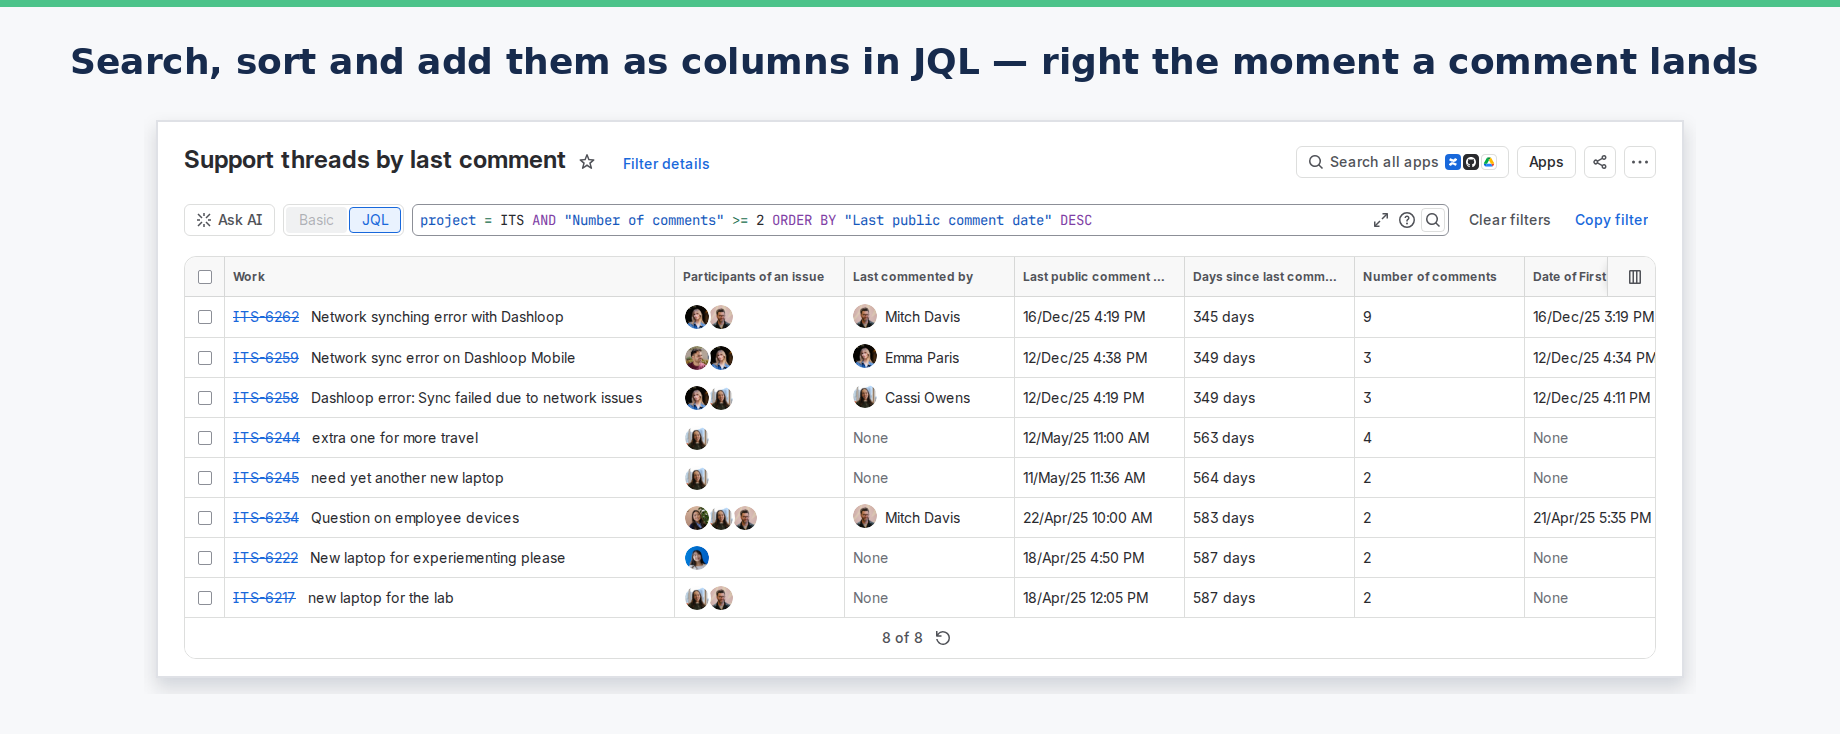 Search, sort and add them as columns in JQL — right the moment a comment lands
Support threads by last comment
Filter details
Search all apps
Apps
Ask AI
Basic
JQL
project = ITS AND "Number of comments" >= 2 ORDER BY "Last public comment date" DESC
Clear filters
Copy filter
Work Participants of an issue Last commented by Last public comment ... Days since last comm... Number of comments Date of First
ITS-6262 Network synching error with Dashloop Mitch Davis 16/Dec/25 4:19 PM 345 days 9 16/Dec/25 3:19 PM
ITS-6259 Network sync error on Dashloop Mobile Emma Paris 12/Dec/25 4:38 PM 349 days 3 12/Dec/25 4:34 PM
ITS-6258 Dashloop error: Sync failed due to network issues Cassi Owens 12/Dec/25 4:19 PM 349 days 3 12/Dec/25 4:11 PM
ITS-6244 extra one for more travel None 12/May/25 11:00 AM 563 days 4 None
ITS-6245 need yet another new laptop None 11/May/25 11:36 AM 564 days 2 None
ITS-6234 Question on employee devices Mitch Davis 22/Apr/25 10:00 AM 583 days 2 21/Apr/25 5:35 PM
ITS-6222 New laptop for experiementing please None 18/Apr/25 4:50 PM 587 days 2 None
ITS-6217 new laptop for the lab None 18/Apr/25 12:05 PM 587 days 2 None
8 of 8